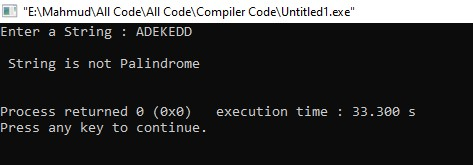 "E:\Mahmud\All Code\All Code\Compiler Code\Untitled1.exe"
Enter a String : ADEKEDD
String is not Palindrome
Process returned 0 (0x0)   execution time : 33.300 s
Press any key to continue.